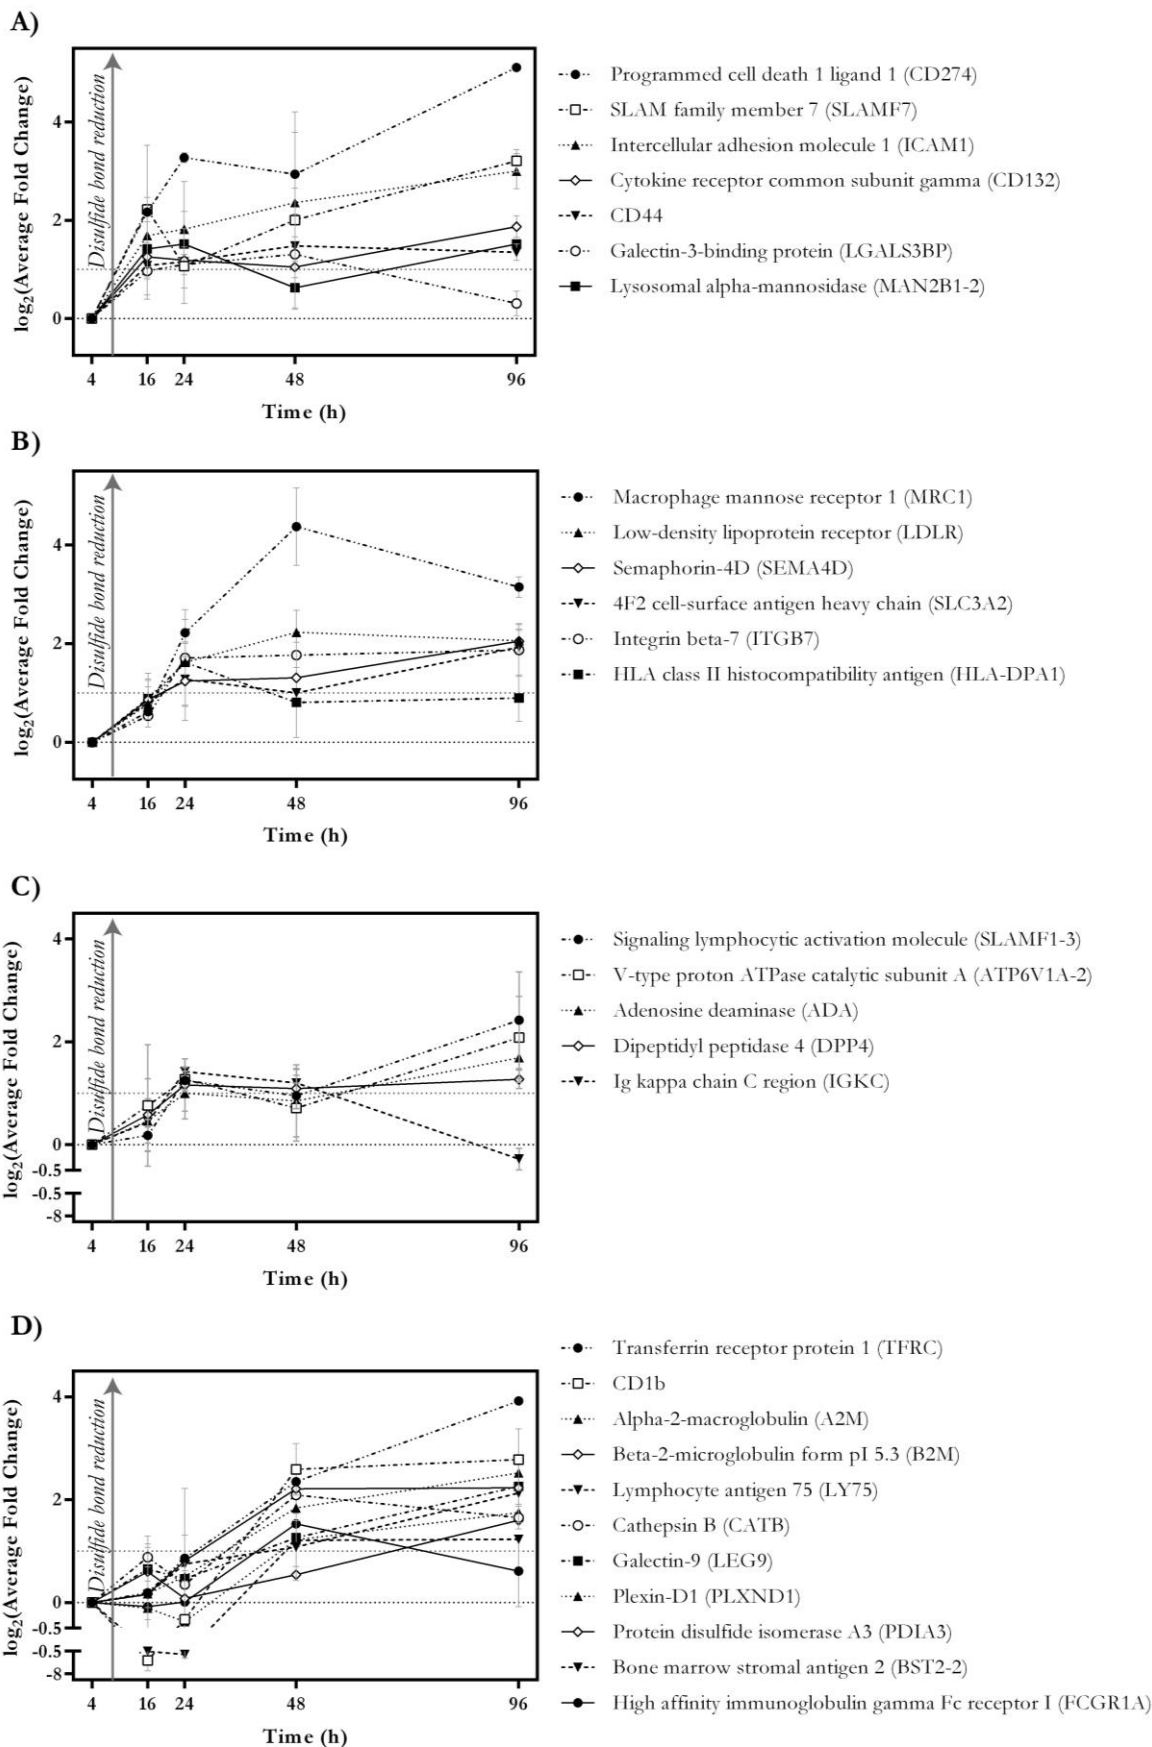 A)
log2(Average Fold Change)
Disulfide bond reduction
4
2
0
4 16 24 48 96
Time (h)
Programmed cell death 1 ligand 1 (CD274)
SLAM family member 7 (SLAMF7)
Intercellular adhesion molecule 1 (ICAM1)
Cytokine receptor common subunit gamma (CD132)
CD44
Galectin-3-binding protein (LGALS3BP)
Lysosomal alpha-mannosidase (MAN2B1-2)
B)
log2(Average Fold Change)
Disulfide bond reduction
4
2
0
4 16 24 48 96
Time (h)
Macrophage mannose receptor 1 (MRC1)
Low-density lipoprotein receptor (LDLR)
Semaphorin-4D (SEMA4D)
4F2 cell-surface antigen heavy chain (SLC3A2)
Integrin beta-7 (ITGB7)
HLA class II histocompatibility antigen (HLA-DPA1)
C)
log2(Average Fold Change)
Disulfide bond reduction
4
2
0
-0.5
-0.5
-8
4 16 24 48 96
Time (h)
Signaling lymphocytic activation molecule (SLAMF1-3)
V-type proton ATPase catalytic subunit A (ATP6V1A-2)
Adenosine deaminase (ADA)
Dipeptidyl peptidase 4 (DPP4)
Ig kappa chain C region (IGKC)
D)
log2(Average Fold Change)
Disulfide bond reduction
4
2
0
-0.5
-0.5
-8
4 16 24 48 96
Time (h)
Transferrin receptor protein 1 (TFRC)
CD1b
Alpha-2-macroglobulin (A2M)
Beta-2-microglobulin form pI 5.3 (B2M)
Lymphocyte antigen 75 (LY75)
Cathepsin B (CATB)
Galectin-9 (LEG9)
Plexin-D1 (PLXND1)
Protein disulfide isomerase A3 (PDIA3)
Bone marrow stromal antigen 2 (BST2-2)
High affinity immunoglobulin gamma Fc receptor I (FCGR1A)